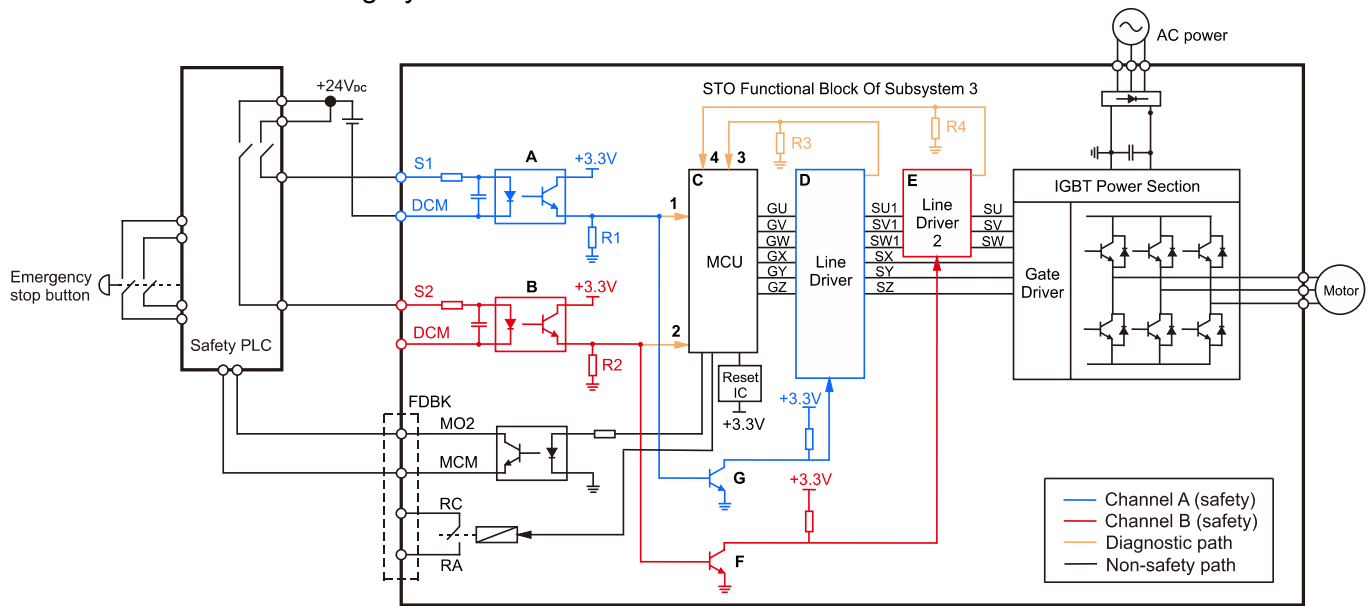 AC power
STO Functional Block Of Subsystem 3
+24VDC
R3
R4
4
3
S1
A
+3.3V
C
D
E
IGBT Power Section
DCM
1
GU
SU1
Line
Driver
2
SU
GV
SV1
SV
GW
SW1
SW
R1
MCU
GX
Line
Driver
SX
Gate
Driver
GY
SY
GZ
SZ
Emergency
stop button
Motor
S2
B
+3.3V
DCM
2
Safety PLC
R2
Reset
IC
+3.3V
+3.3V
FDBK
MO2
MCM
G
+3.3V
RC
RA
F
Channel A (safety)
Channel B (safety)
Diagnostic path
Non-safety path